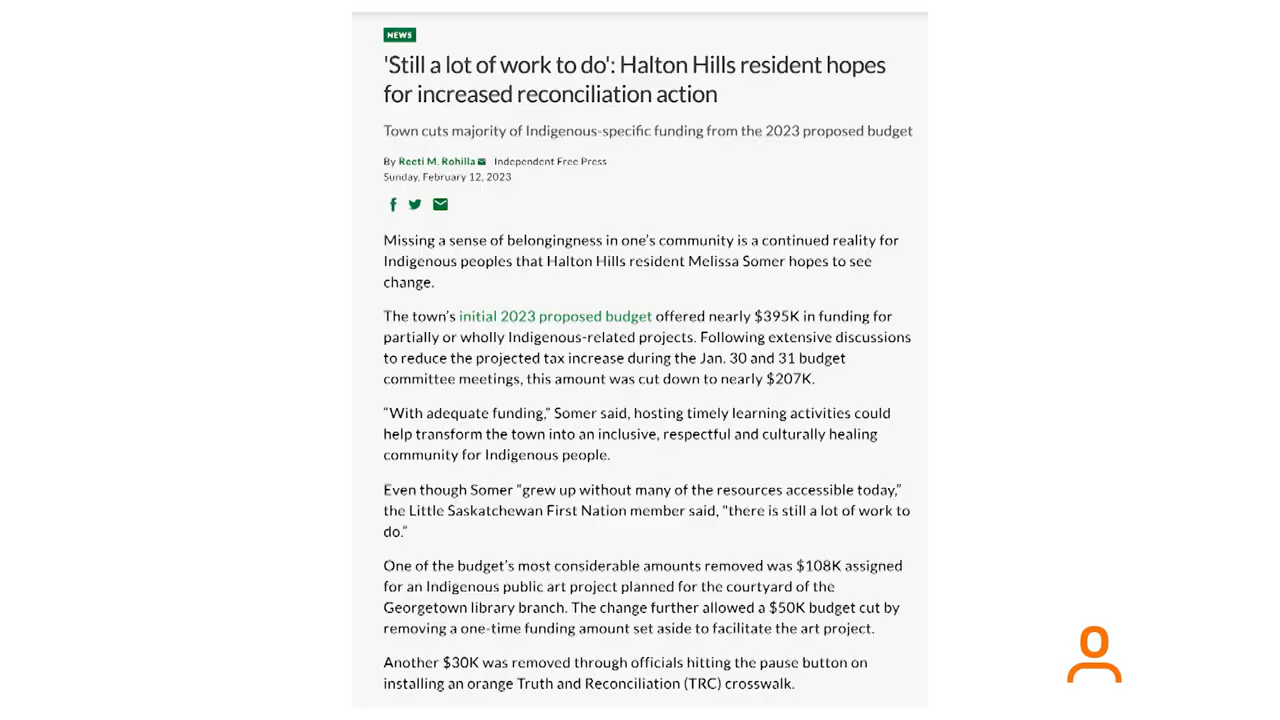 NEWS
'Still a lot of work to do': Halton Hills resident hopes
for increased reconciliation action
Town cuts majority of Indigenous-specific funding from the 2023 proposed budget
By Reeti M. Rohilla Independent Free Press
Sunday, February 12, 2023
Missing a sense of belongingness in one’s community is a continued reality for
Indigenous peoples that Halton Hills resident Melissa Somer hopes to see
change.
The town’s initial 2023 proposed budget offered nearly $395K in funding for
partially or wholly Indigenous-related projects. Following extensive discussions
to reduce the projected tax increase during the Jan. 30 and 31 budget
committee meetings, this amount was cut down to nearly $207K.
“With adequate funding,” Somer said, hosting timely learning activities could
help transform the town into an inclusive, respectful and culturally healing
community for Indigenous people.
Even though Somer “grew up without many of the resources accessible today,”
the Little Saskatchewan First Nation member said, “there is still a lot of work to
do.”
One of the budget’s most considerable amounts removed was $108K assigned
for an Indigenous public art project planned for the courtyard of the
Georgetown library branch. The change further allowed a $50K budget cut by
removing a one-time funding amount set aside to facilitate the art project.
Another $30K was removed through officials hitting the pause button on
installing an orange Truth and Reconciliation (TRC) crosswalk.